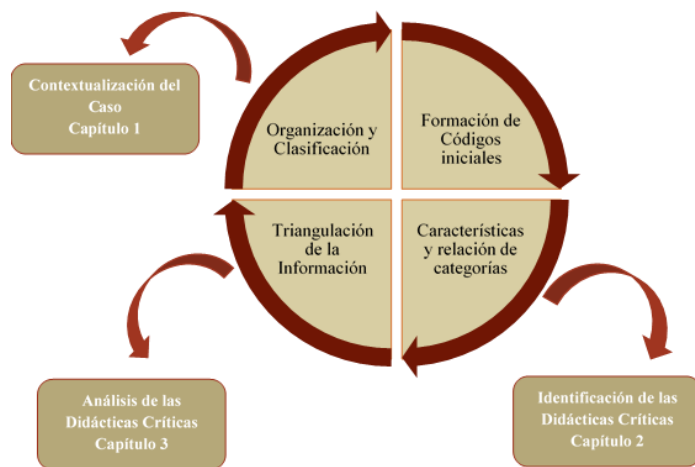 Contextualización del
Caso
Capítulo 1
Organización y
Clasificación
Formación de
Códigos
iniciales
Triangulación
de la
Información
Características
y relación de
categorías
Análisis de las
Didácticas Críticas
Capítulo 3
Identificación de las
Didácticas Críticas
Capítulo 2